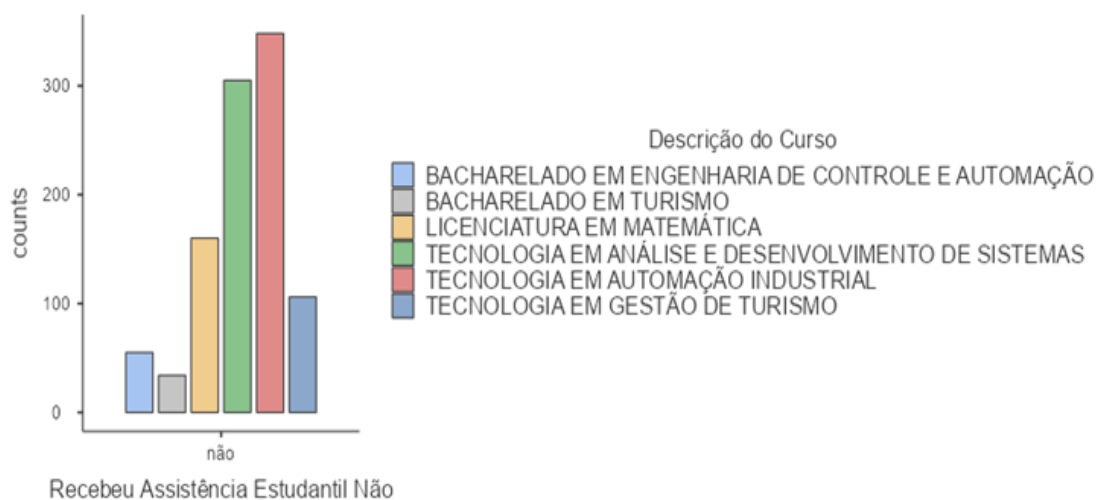 300
200
100
0
counts
não
Recebeu Assistência Estudantil Não
Descrição do Curso
BACHARELADO EM ENGENHARIA DE CONTROLE E AUTOMAÇÃO
BACHARELADO EM TURISMO
LICENCIATURA EM MATEMÁTICA
TECNOLOGIA EM ANÁLISE E DESENVOLVIMENTO DE SISTEMAS
TECNOLOGIA EM AUTOMAÇÃO INDUSTRIAL
TECNOLOGIA EM GESTÃO DE TURISMO